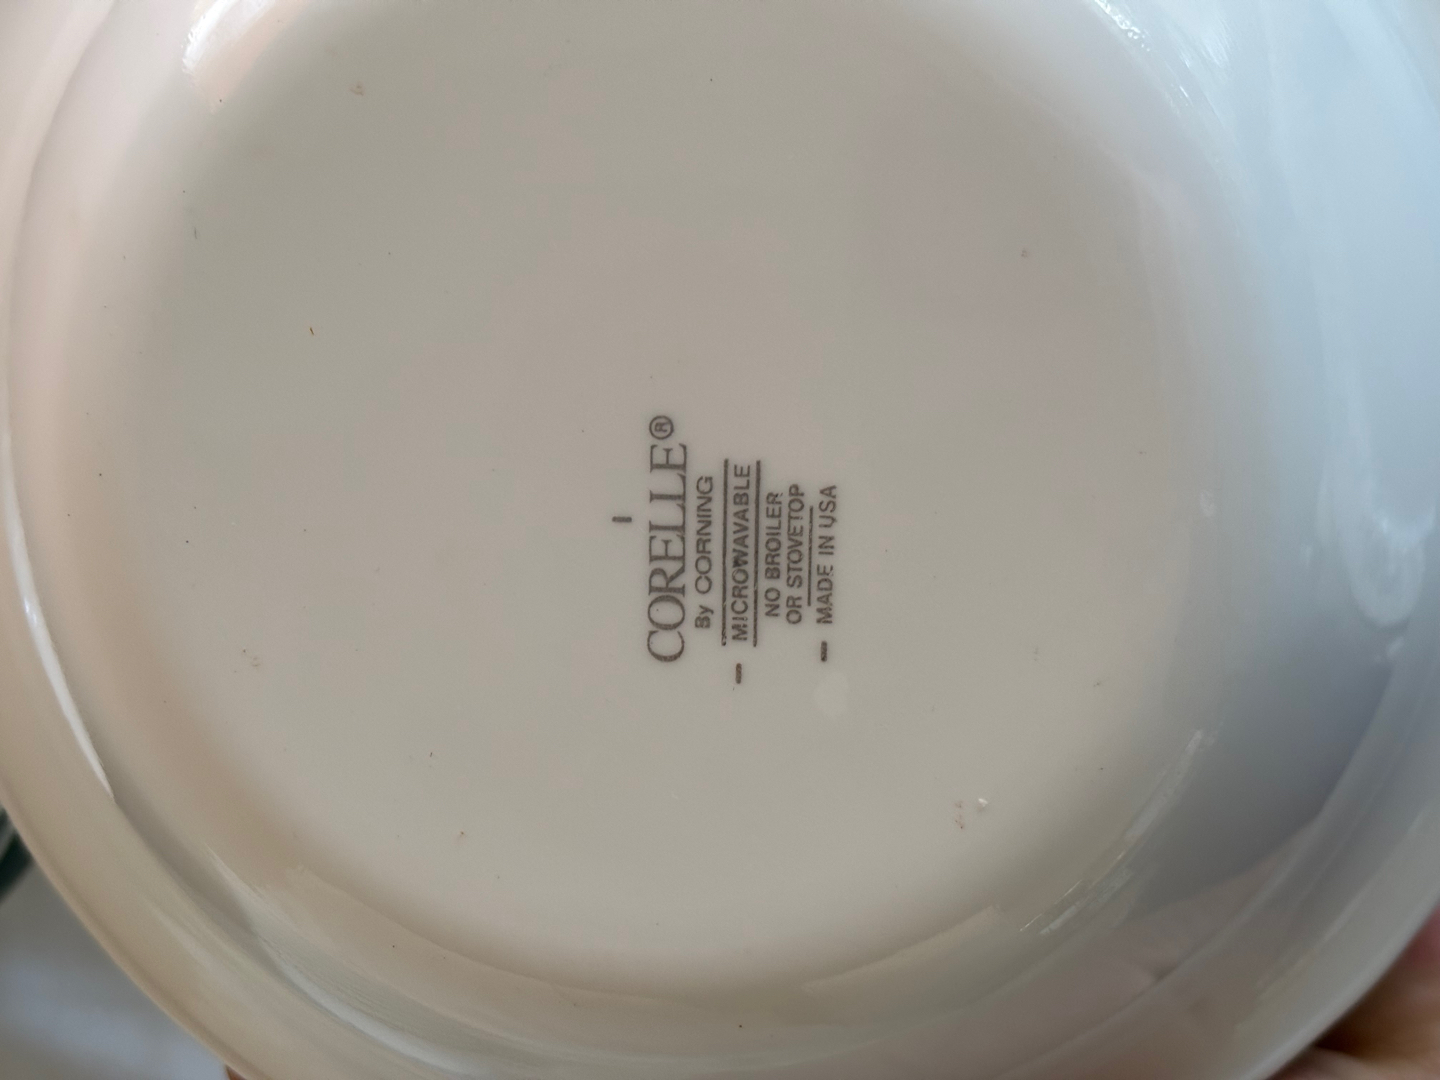 CORELLE®
By CORNING
MICROWAVABLE
NO BROILER
OR STOVETOP
MADE IN USA